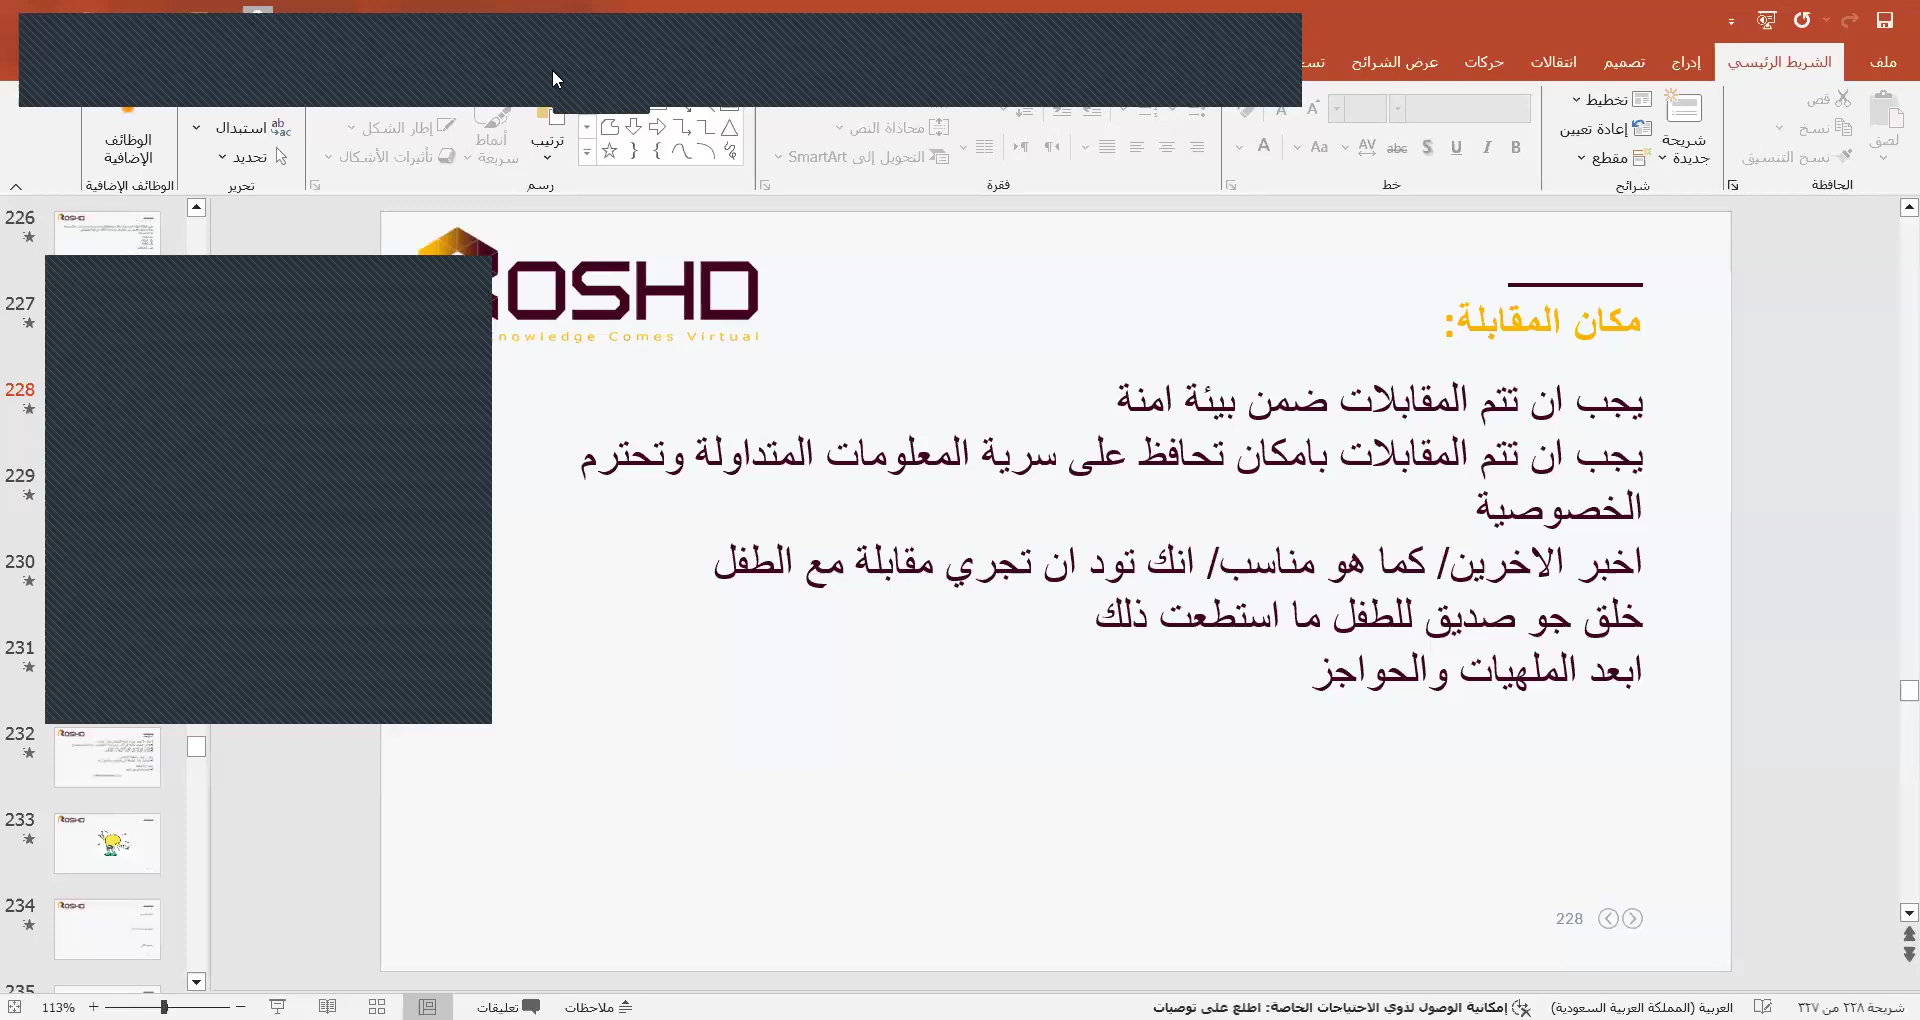 ملف
الشريط الرئيسي
إدراج
تصميم
انتقالات
حركات
عرض الشرائح
قص
نسخ
نسخ التنسيق
لصق
الحافظة
شريحة جديدة
تخطيط
إعادة تعيين
مقطع
شرائح
خط
محاذاة النص
التحويل إلى SmartArt
فقرة
ترتيب
أنماط سريعة
إطار الشكل
تأثيرات الأشكال
رسم
استبدال
تحديد
تحرير
الوظائف الإضافية
الوظائف الإضافية
226
227
228
229
230
231
232
233
234
235
OSHD
nowledge Comes Virtual
مكان المقابلة:
يجب ان تتم المقابلات ضمن بيئة امنة
يجب ان تتم المقابلات بامكان تحافظ على سرية المعلومات المتداولة وتحترم
الخصوصية
اخبر الاخرين/ كما هو مناسب/ انك تود ان تجري مقابلة مع الطفل
خلق جو صديق للطفل ما استطعت ذلك
ابعد الملهيات والحواجز
228
شريحة ٢٢٨ من ٣٢٧
العربية (المملكة العربية السعودية)
إمكانية الوصول لذوي الاحتياجات الخاصة: اطلع على توصيات
ملاحظات
تعليقات
113%